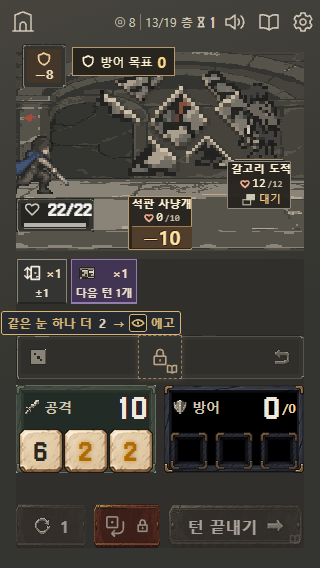 8 13/19 층 1
-8
방어 목표 0
갈고리 도적
12/12
대기
22/22
석판 사냥개
0/10
-10
×1
±1
×1
다음 턴 1개
같은 눈 하나 더 2 → 예고
공격 10
방어 0/0
6 2 2
1
턴 끝내기